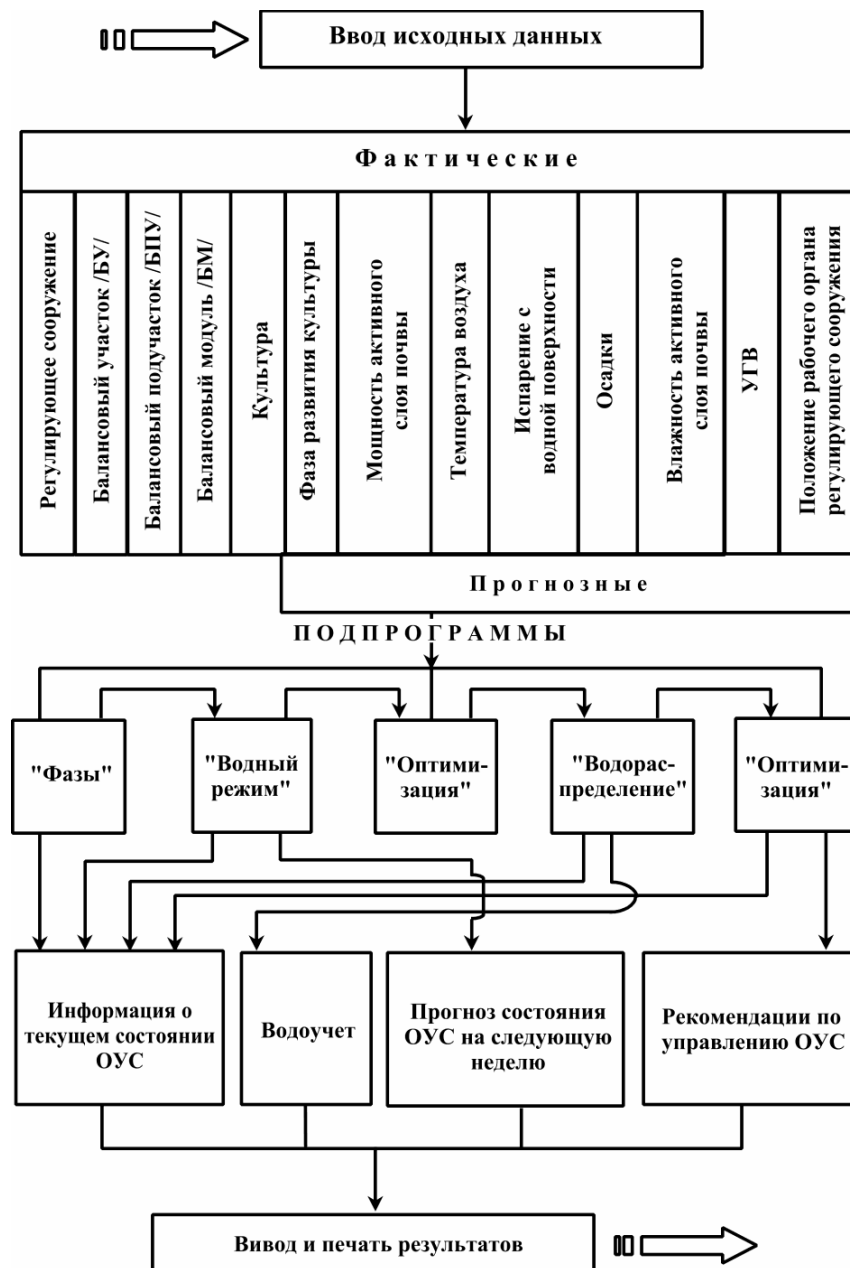 Ввод исходных данных
Фактические
Регулирующее сооружение
Балансовый участок /БУ/
Балансовый подучасток /БПУ/
Балансовый модуль /БМ/
Культура
Фаза развития культуры
Мощность активного
слоя почвы
Температура воздуха
Испарение с
водной поверхности
Осадки
Влажность активного
слоя почвы
УГВ
Положение рабочего органа
регулирующего сооружения
Прогнозные
ПОДПРОГРАММЫ
"Фазы"
"Водный
режим"
"Оптими-
зация"
"Водорас-
пределение"
"Оптими-
зация"
Информация о
текущем состоянии
ОУС
Водоучет
Прогноз состояния
ОУС на следующую
неделю
Рекомендации по
управлению ОУС
Вивод и печать результатов